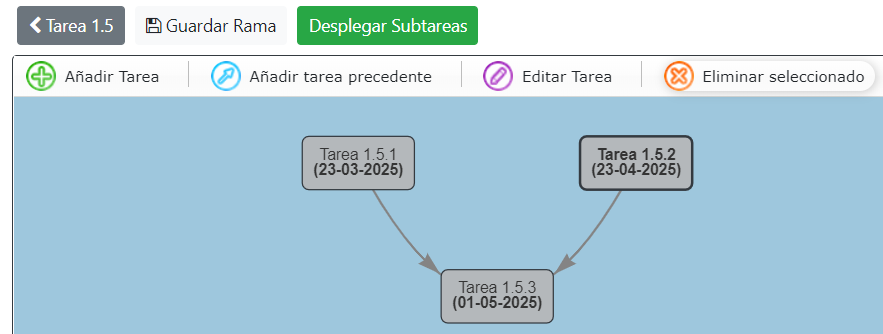 Tarea 1.5
Guardar Rama
Desplegar Subtareas
Añadir Tarea
Añadir tarea precedente
Editar Tarea
Eliminar seleccionado
Tarea 1.5.1
(23-03-2025)
Tarea 1.5.2
(23-04-2025)
Tarea 1.5.3
(01-05-2025)